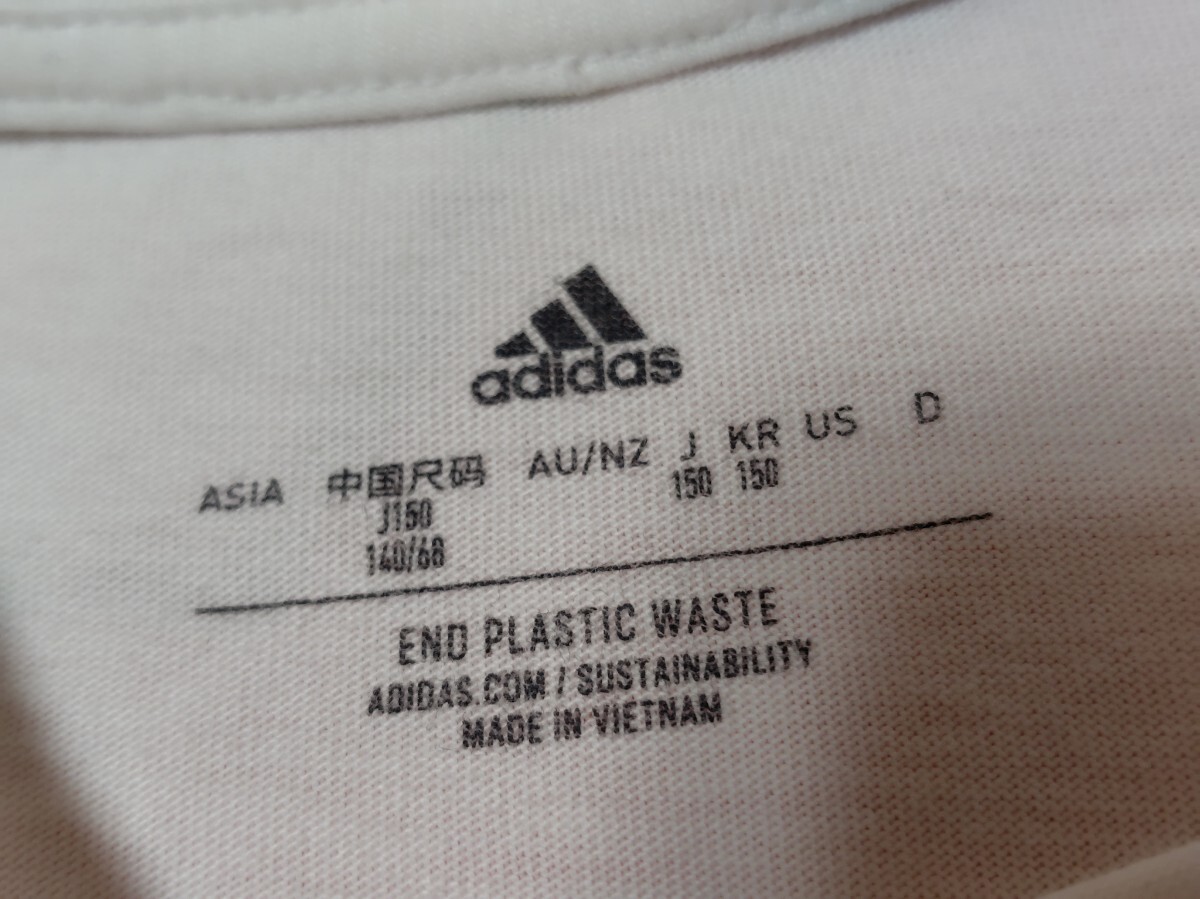 adidas
ASIA 中国尺码 AU/NZ J KR US D
J150 150 150
140/68
END PLASTIC WASTE
ADIDAS.COM / SUSTAINABILITY
MADE IN VIETNAM